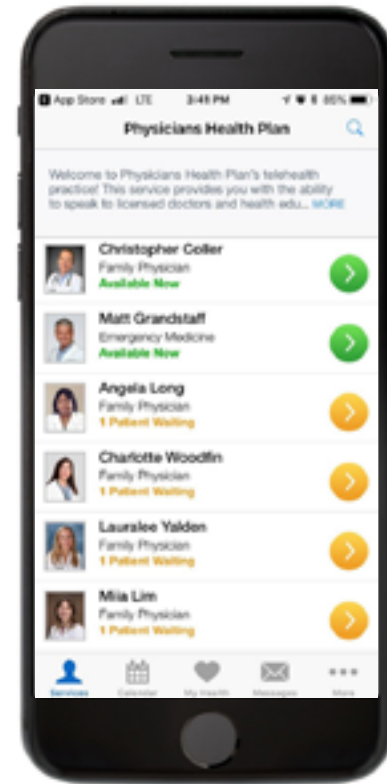 App Store LTE 3:41 PM 85%
Physicians Health Plan
Welcome to Physicians Health Plan's telehealth
practice! This service provides you with the ability
to speak to licensed doctors and health edu... MORE
Christopher Coller
Family Physician
Available Now
Matt Grandstaff
Emergency Medicine
Available Now
Angela Long
Family Physician
1 Patient Waiting
Charlotte Woodfin
Family Physician
1 Patient Waiting
Lauralee Yalden
Family Physician
1 Patient Waiting
Miia Lim
Family Physician
1 Patient Waiting
Services Calendar My Health Messages More